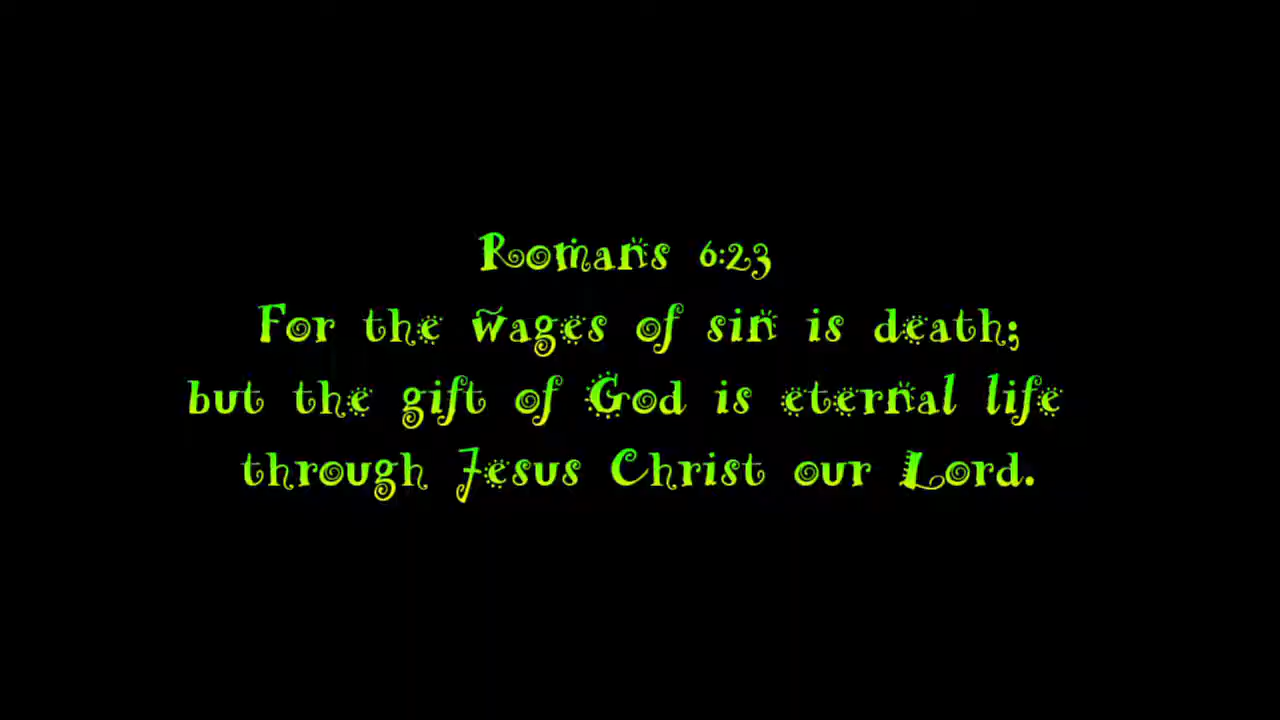 Romans 6:23
For the wages of sin is death;
but the gift of God is eternal life
through Jesus Christ our Lord.